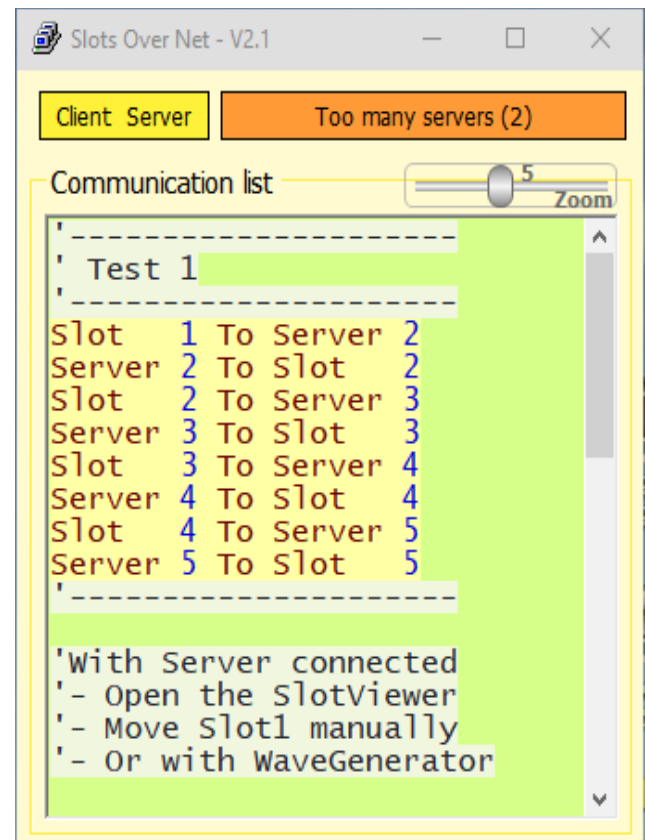 Slots Over Net - V2.1
Client Server
Too many servers (2)
Communication list
5
Zoom
'----------------------
' Test 1
'----------------------
Slot   1 To Server 2
Server 2 To Slot   2
Slot   2 To Server 3
Server 3 To Slot   3
Slot   3 To Server 4
Server 4 To Slot   4
Slot   4 To Server 5
Server 5 To Slot   5
'----------------------
'With Server connected
'- Open the SlotViewer
'- Move Slot1 manually
'- Or with WaveGenerator